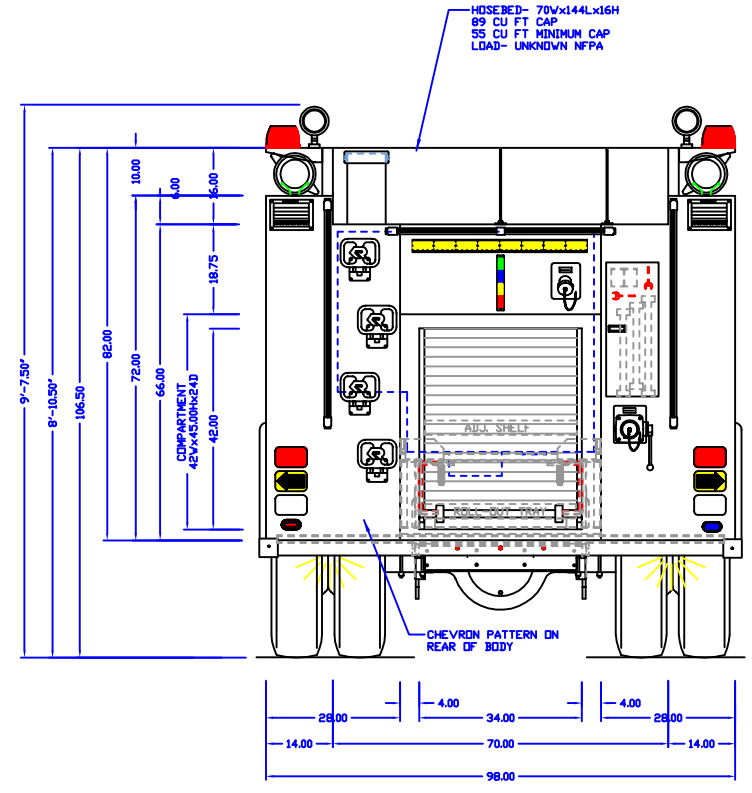 HOSEBED- 70Wx144Lx16H
89 CU FT CAP
55 CU FT MINIMUM CAP
LOAD- UNKNOWN NFPA
10.00
6.00
16.00
18.75
82.00
72.00
66.00
9'-7.50"
8'-10.50"
106.50
COMPARTMENT
42Wx45.00Hx24D
42.00
ADJ. SHELF
ROLL-OUT TRAY
CHEVRON PATTERN ON
REAR OF BODY
4.00
4.00
28.00
34.00
28.00
14.00
70.00
14.00
98.00